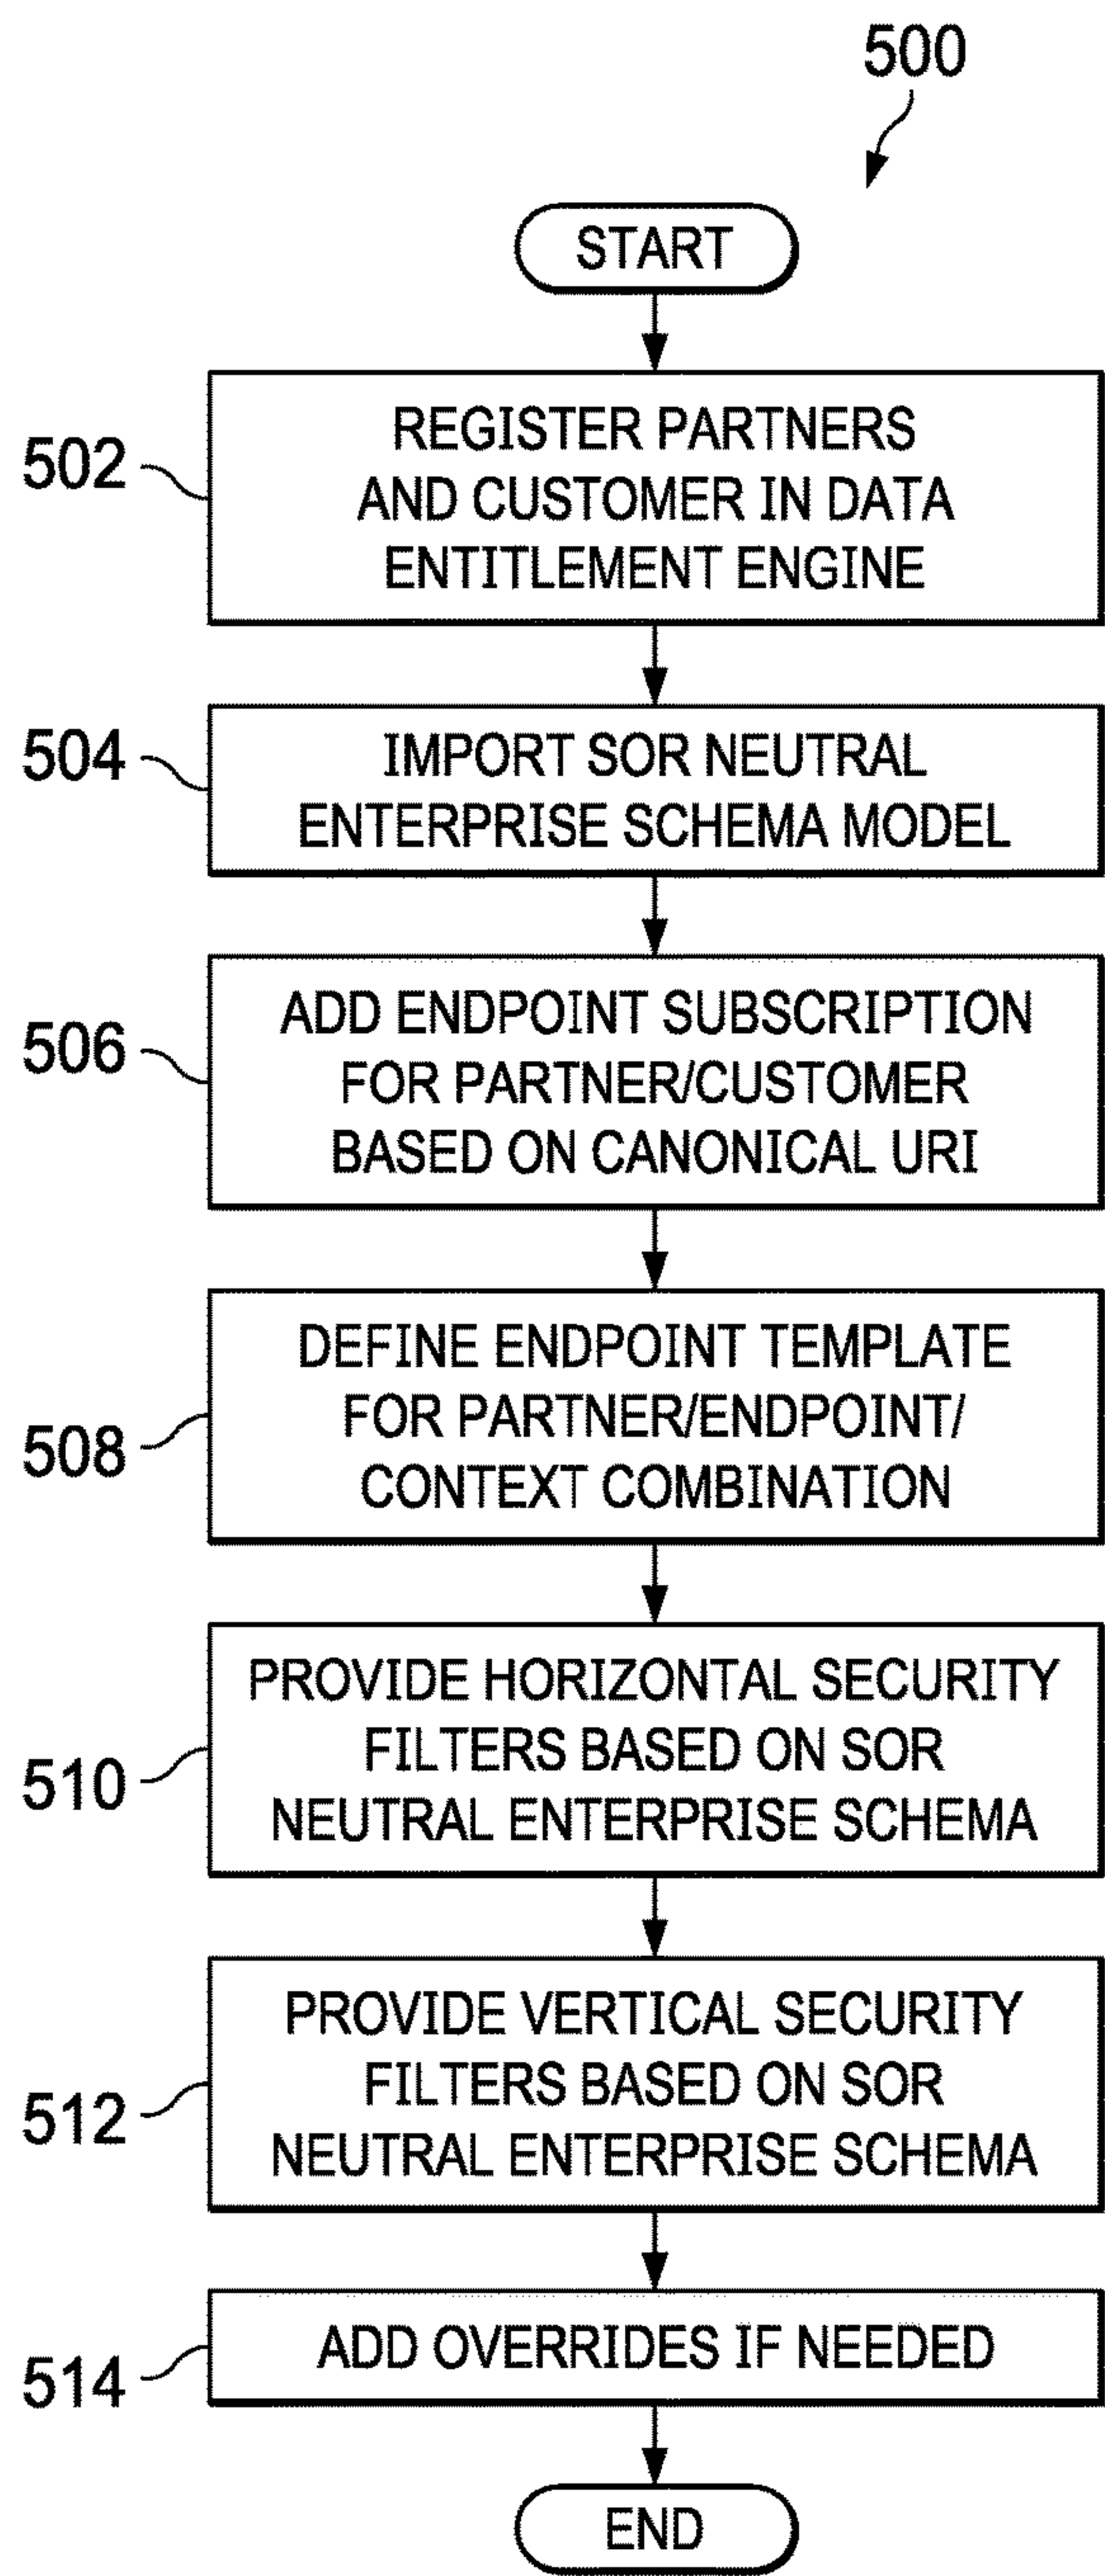 500
START
502
REGISTER PARTNERS
AND CUSTOMER IN DATA
ENTITLEMENT ENGINE
504
IMPORT SOR NEUTRAL
ENTERPRISE SCHEMA MODEL
506
ADD ENDPOINT SUBSCRIPTION
FOR PARTNER/CUSTOMER
BASED ON CANONICAL URI
508
DEFINE ENDPOINT TEMPLATE
FOR PARTNER/ENDPOINT/
CONTEXT COMBINATION
510
PROVIDE HORIZONTAL SECURITY
FILTERS BASED ON SOR
NEUTRAL ENTERPRISE SCHEMA
512
PROVIDE VERTICAL SECURITY
FILTERS BASED ON SOR
NEUTRAL ENTERPRISE SCHEMA
514
ADD OVERRIDES IF NEEDED
END